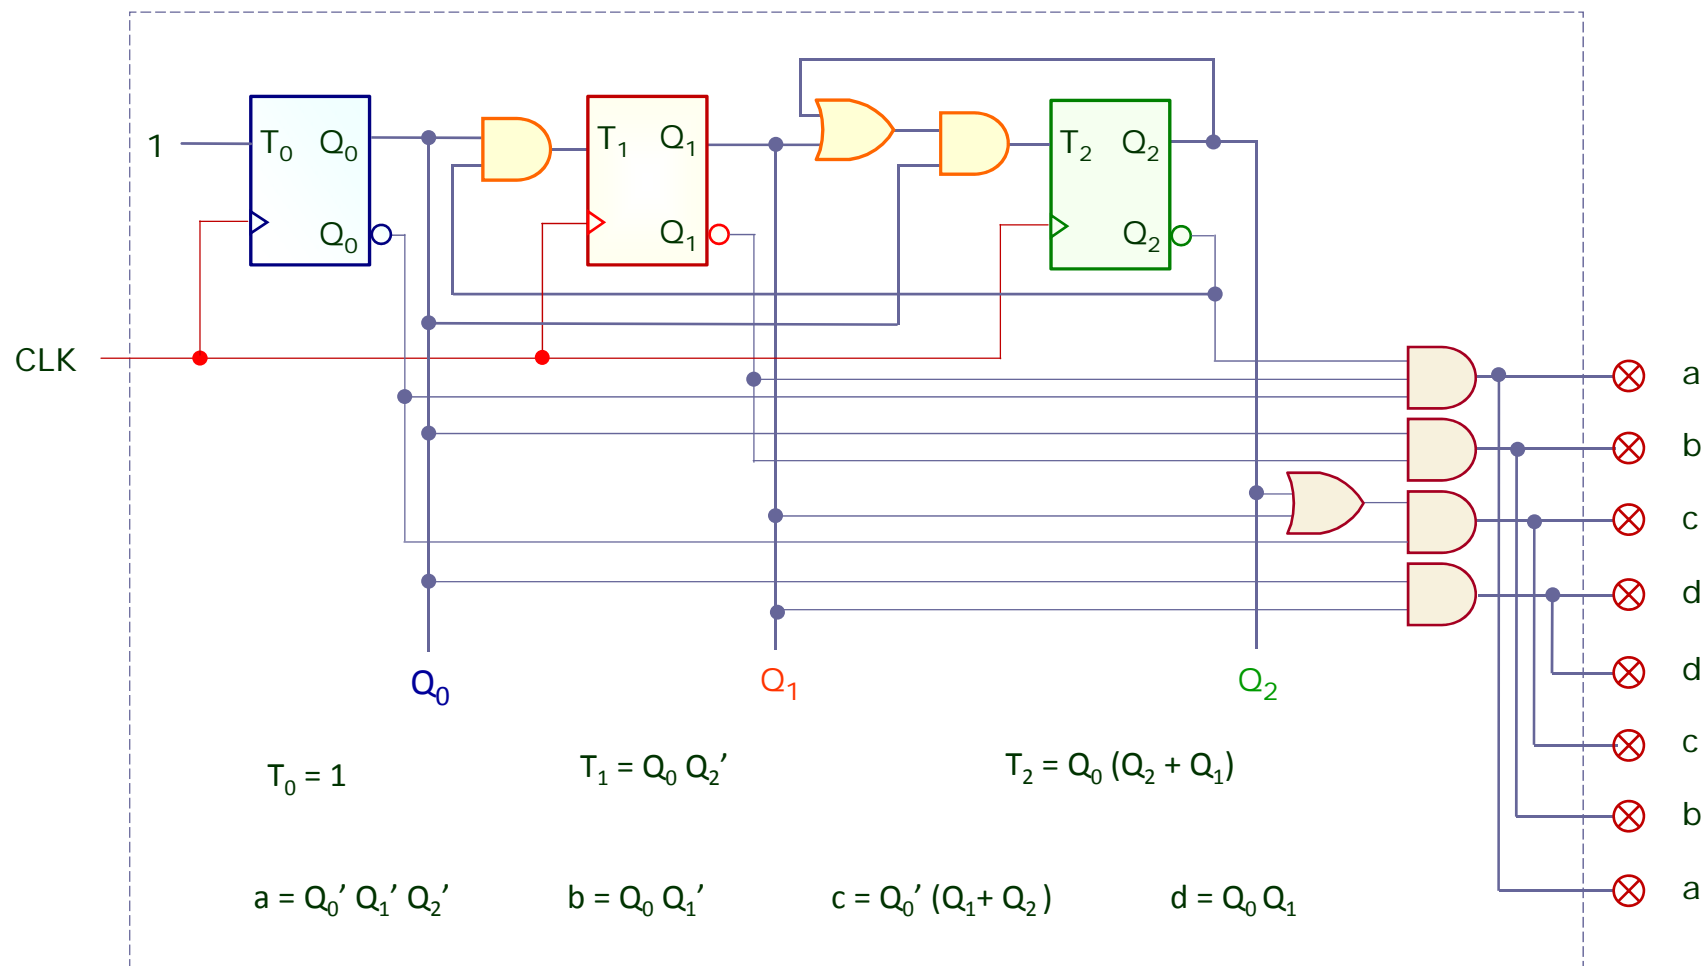 1
T₀ Q₀
Q₀
T₁ Q₁
Q₁
T₂ Q₂
Q₂
CLK
a
b
c
d
d
c
b
a
Q₀
Q₁
Q₂
T₀ = 1
T₁ = Q₀ Q₂’
T₂ = Q₀ (Q₂ + Q₁)
a = Q₀’ Q₁’ Q₂’
b = Q₀ Q₁’
c = Q₀’ (Q₁+ Q₂ )
d = Q₀ Q₁